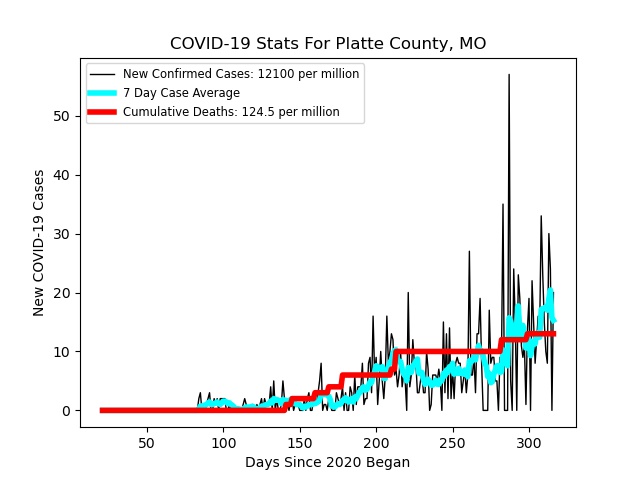 COVID-19 Stats For Platte County, MO
New Confirmed Cases: 12100 per million
7 Day Case Average
Cumulative Deaths: 124.5 per million
New COVID-19 Cases
50
40
30
20
10
0
50 100 150 200 250 300
Days Since 2020 Began